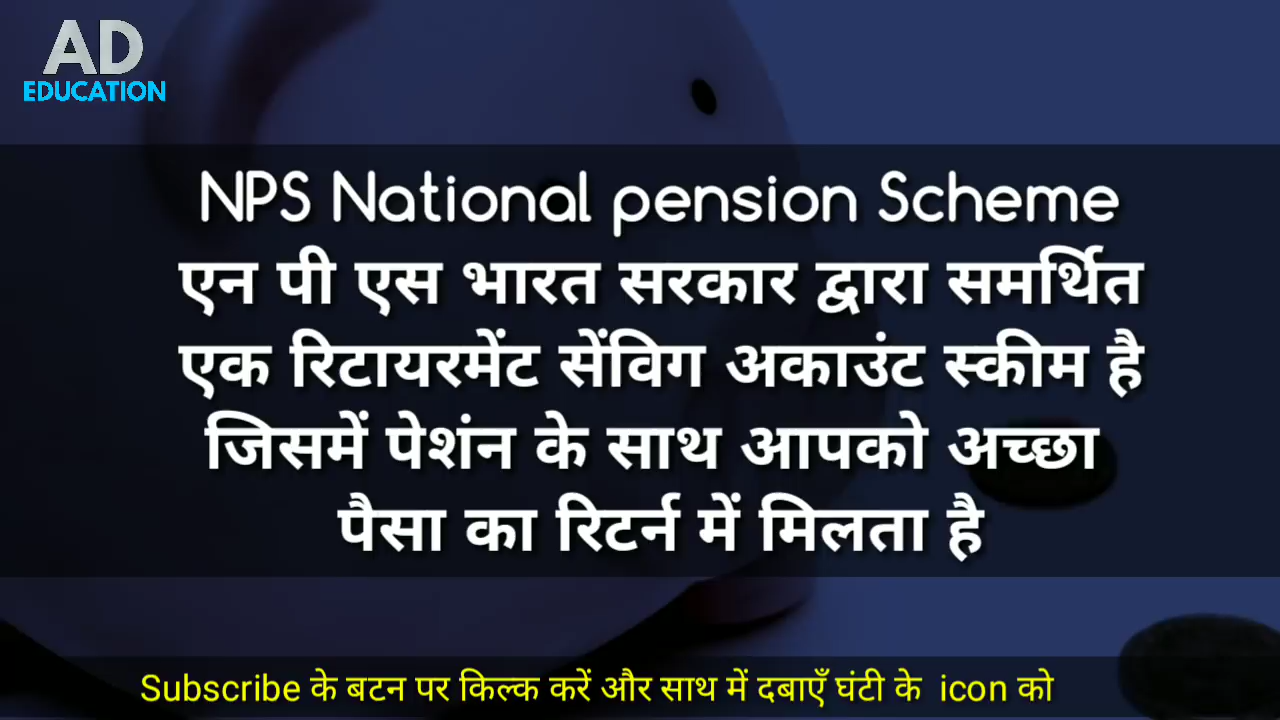 AD
EDUCATION
NPS National pension Scheme
एन पी एस भारत सरकार द्वारा समर्थित
एक रिटायरमेंट सेंविग अकाउंट स्कीम है
जिसमें पेशंन के साथ आपको अच्छा
पैसा का रिटर्न में मिलता है
Subscribe के बटन पर किल्क करें और साथ में दबाएँ घंटी के icon को